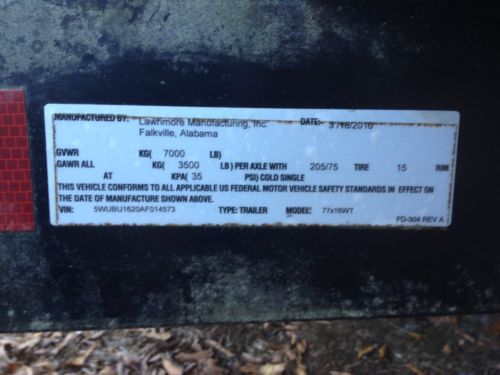 MANUFACTURED BY: Lawnmore Manufacturing, Inc. DATE: 3/18/2010
Falkville, Alabama
GVWR KG( 7000 LB)
GAWR ALL KG( 3500 LB) PER AXLE WITH 205/75 TIRE 15 RIM
AT KPA( 35 PSI) COLD SINGLE
THIS VEHICLE CONFORMS TO ALL APPLICABLE US FEDERAL MOTOR VEHICLE SAFETY STANDARDS IN EFFECT ON
THE DATE OF MANUFACTURE SHOWN ABOVE.
VIN: 5WUBU1620AF014573 TYPE: TRAILER MODEL: 77x16WT
FD-304 REV A